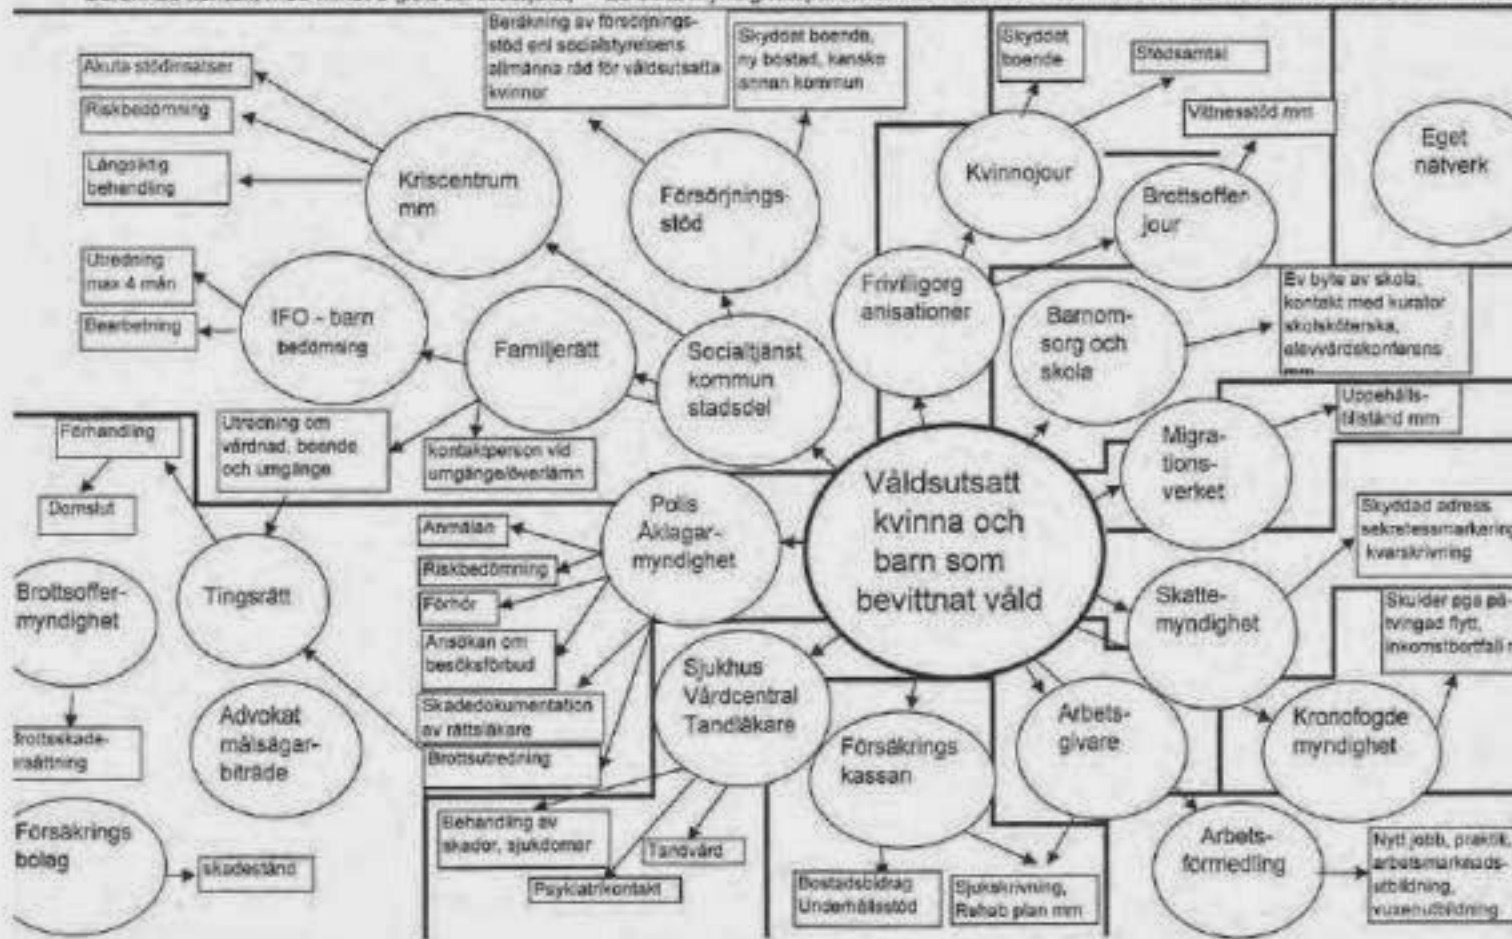 Beräkning av försörjnings-
stöd enl socialstyrelsens
allmänna råd för våldsutsatta
kvinnor
Skyddat boende,
ny bostad, kanske
annan kommun
Skyddat
boende
Stödsamtal
Vittnesstöd mm
Akuta stödinsatser
Riskbedömning
Långsiktig
behandling
Kriscentrum
mm
Försörjnings-
stöd
Kvinnojour
Brottsoffer
jour
Eget
nätverk
Utredning
max 4 mån
Bearbetning
IFO - barn
bedömning
Familjerätt
Socialtjänst
kommun
stadsdel
Frivilligorg
anisationer
Barnom-
sorg och
skola
Ev byte av skola,
kontakt med kurator
skolsköterska,
elevvårdskonferens
mm
Förhandling
Domslut
Utredning om
vårdnad, boende
och umgänge
kontaktperson vid
umgänge/överlämn
Uppehålls-
tillstånd mm
Migra-
tions-
verket
Våldsutsatt
kvinna och
barn som
bevittnat våld
Polis
Åklagar-
myndighet
Anmälan
Riskbedömning
Förhör
Ansökan om
besöksförbud
Skadedokumentation
av rättsläkare
Brottsutredning
Skyddad adress
sekretessmarkering
kvarskrivning
Skatte-
myndighet
Skulder pga på-
tvingad flytt,
inkomstbortfall
Brottsoffer-
myndighet
Tingsrätt
Advokat
målsägar-
biträde
Brottsskade-
ersättning
Försäkrings
bolag
skadestånd
Sjukhus
Vårdcentral
Tandläkare
Behandling av
skador, sjukdomar
Tandvård
Psykiatrikontakt
Försäkrings
kassan
Bostadsbidrag
Underhållsstöd
Sjukskrivning,
Rehab plan mm
Arbets-
givare
Kronofogde
myndighet
Arbets-
förmedling
Nytt jobb, praktik,
arbetsmarknads-
utbildning,
vuxenutbildning